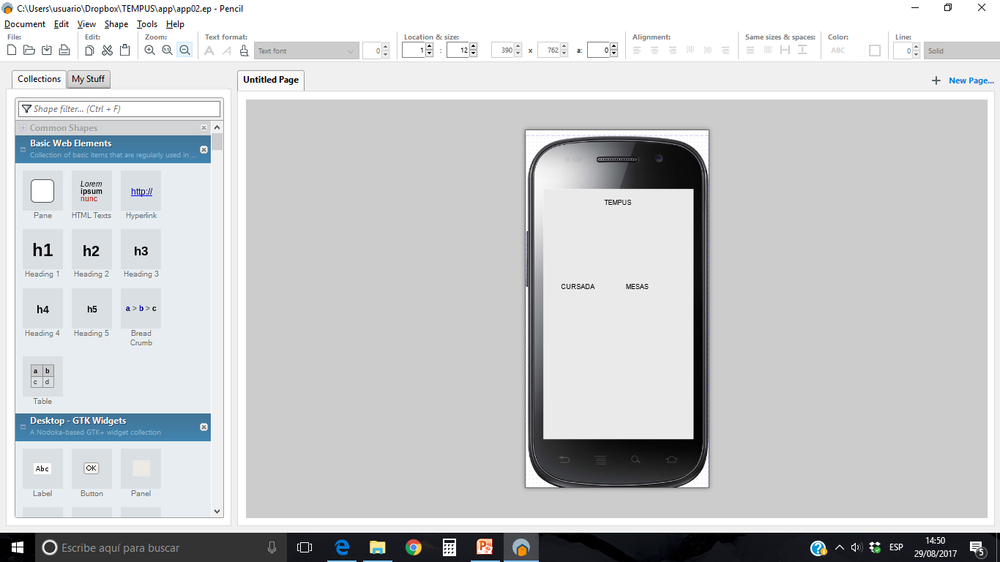 C:\Users\usuario\Dropbox\TEMPUS\app\app02.ep - Pencil
Document Edit View Shape Tools Help
File: Edit: Zoom: Text format: Location & size: Alignment: Same sizes & spaces: Color: Line:
1:1 A A Text font 0 1 : 12 390 x 762 a: 0 ABC 0 Solid
Collections My Stuff
Untitled Page
New Page...
Shape filter... (Ctrl + F)
Common Shapes
Basic Web Elements
Collection of basic items that are regularly used in ...
Lorem
ipsum
nunc
http://
Pane HTML Texts Hyperlink
h1 h2 h3
Heading 1 Heading 2 Heading 3
h4 h5 a > b > c
Heading 4 Heading 5 Bread
Crumb
a b
c d
Table
Desktop - GTK Widgets
A Nodoka-based GTK+ widget collection
Abc OK
Label Button Panel
TEMPUS
CURSADA MESAS
Escribe aquí para buscar
ESP
14:50
29/08/2017
5